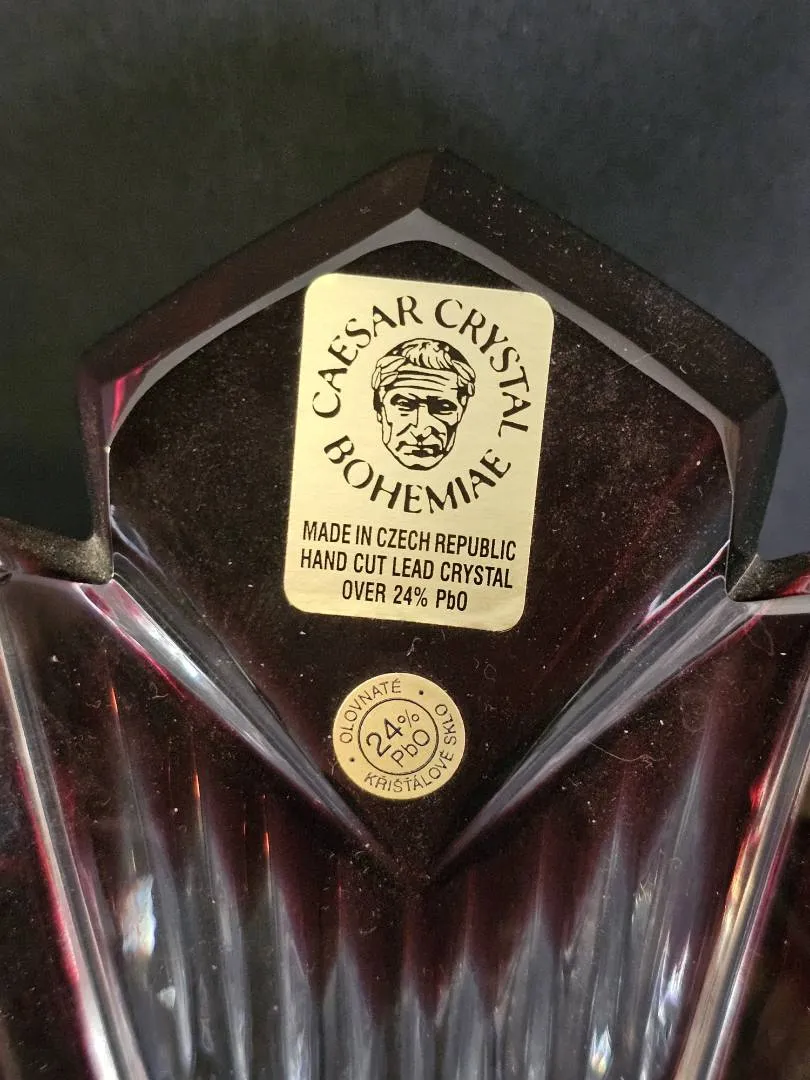 CAESAR CRYSTAL
BOHEMIAE
MADE IN CZECH REPUBLIC
HAND CUT LEAD CRYSTAL
OVER 24% PbO
OLOVNATÉ
24%
PbO
KŘIŠŤÁLOVÉ SKLO